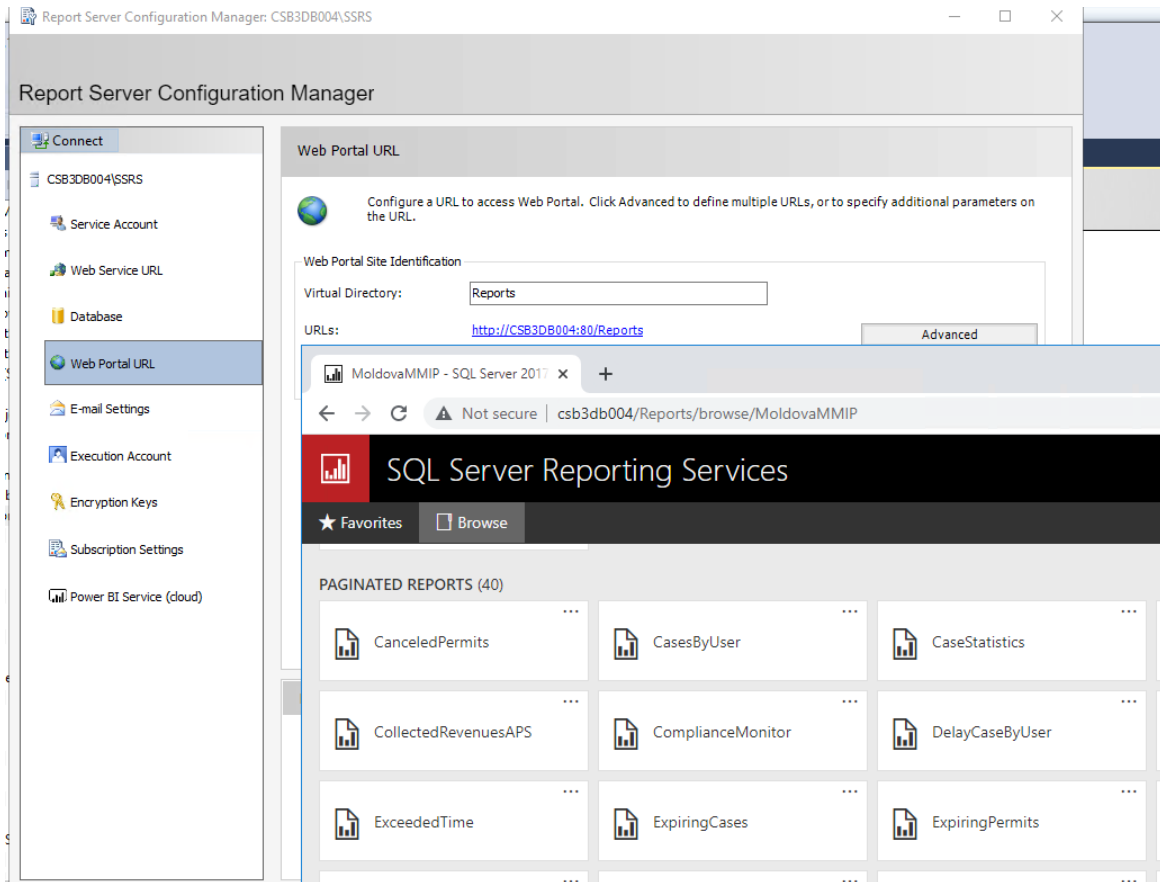 Report Server Configuration Manager: CSB3DB004\SSRS
Report Server Configuration Manager
Connect
CSB3DB004\SSRS
Service Account
Web Service URL
Database
Web Portal URL
E-mail Settings
Execution Account
Encryption Keys
Subscription Settings
Power BI Service (cloud)
Web Portal URL
Configure a URL to access Web Portal. Click Advanced to define multiple URLs, or to specify additional parameters on
the URL.
Web Portal Site Identification
Virtual Directory: Reports
URLs: http://CSB3DB004:80/Reports Advanced
MoldovaMMIP - SQL Server 2017
Not secure | csb3db004/Reports/browse/MoldovaMMIP
SQL Server Reporting Services
Favorites Browse
PAGINATED REPORTS (40)
CanceledPermits CasesByUser CaseStatistics
CollectedRevenuesAPS ComplianceMonitor DelayCaseByUser
ExceededTime ExpiringCases ExpiringPermits